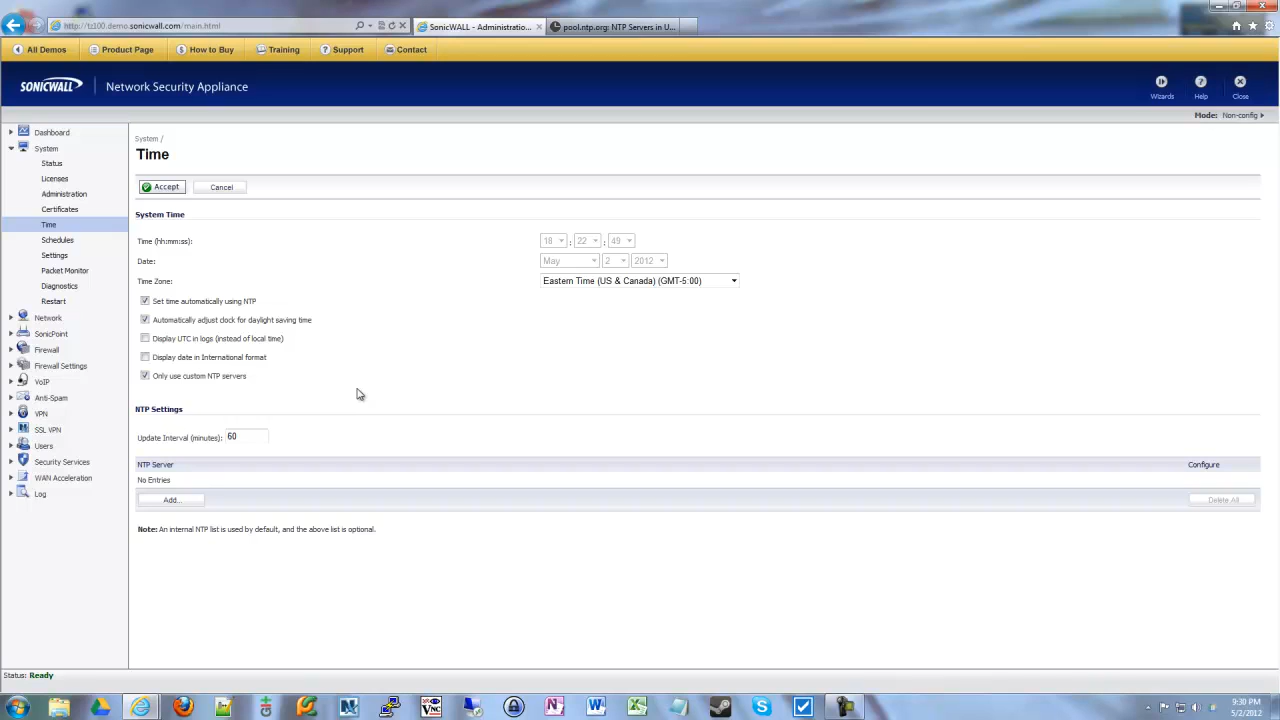 http://tz100.demo.sonicwall.com/main.html
SonicWALL - Administratio...
pool.ntp.org: NTP Servers in U...
All Demos
Product Page
How to Buy
Training
Support
Contact
SONICWALL
Network Security Appliance
Wizards
Help
Close
Mode: Non-config
Dashboard
System
Status
Licenses
Administration
Certificates
Time
Schedules
Settings
Packet Monitor
Diagnostics
Restart
Network
SonicPoint
Firewall
Firewall Settings
VoIP
Anti-Spam
VPN
SSL VPN
Users
Security Services
WAN Acceleration
Log
System /
Time
Accept
Cancel
System Time
Time (hh:mm:ss):
18 : 22 : 49
Date:
May 2 2012
Time Zone:
Eastern Time (US & Canada) (GMT-5:00)
Set time automatically using NTP
Automatically adjust clock for daylight saving time
Display UTC in logs (instead of local time)
Display date in International format
Only use custom NTP servers
NTP Settings
Update Interval (minutes): 60
NTP Server
Configure
No Entries
Add...
Delete All
Note: An internal NTP list is used by default, and the above list is optional.
Status: Ready
9:30 PM
5/2/2012